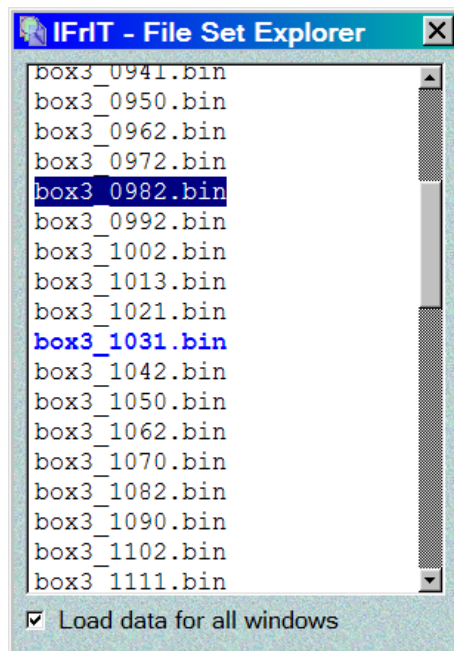 IFrIT - File Set Explorer
box3_0941.bin
box3_0950.bin
box3_0962.bin
box3_0972.bin
box3_0982.bin
box3_0992.bin
box3_1002.bin
box3_1013.bin
box3_1021.bin
box3_1031.bin
box3_1042.bin
box3_1050.bin
box3_1062.bin
box3_1070.bin
box3_1082.bin
box3_1090.bin
box3_1102.bin
box3_1111.bin
Load data for all windows